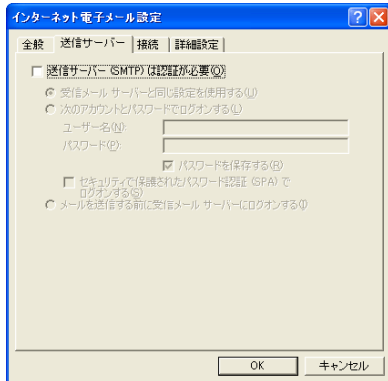 インターネット電子メール設定
全般 送信サーバー 接続 詳細設定
送信サーバー (SMTP) は認証が必要(O)
受信メール サーバーと同じ設定を使用する(U)
次のアカウントとパスワードでログオンする(L)
ユーザー名(N):
パスワード(P):
パスワードを保存する(R)
セキュリティで保護されたパスワード認証 (SPA) で
ログオンする(S)
メールを送信する前に受信メール サーバーにログオンする(I)
OK キャンセル